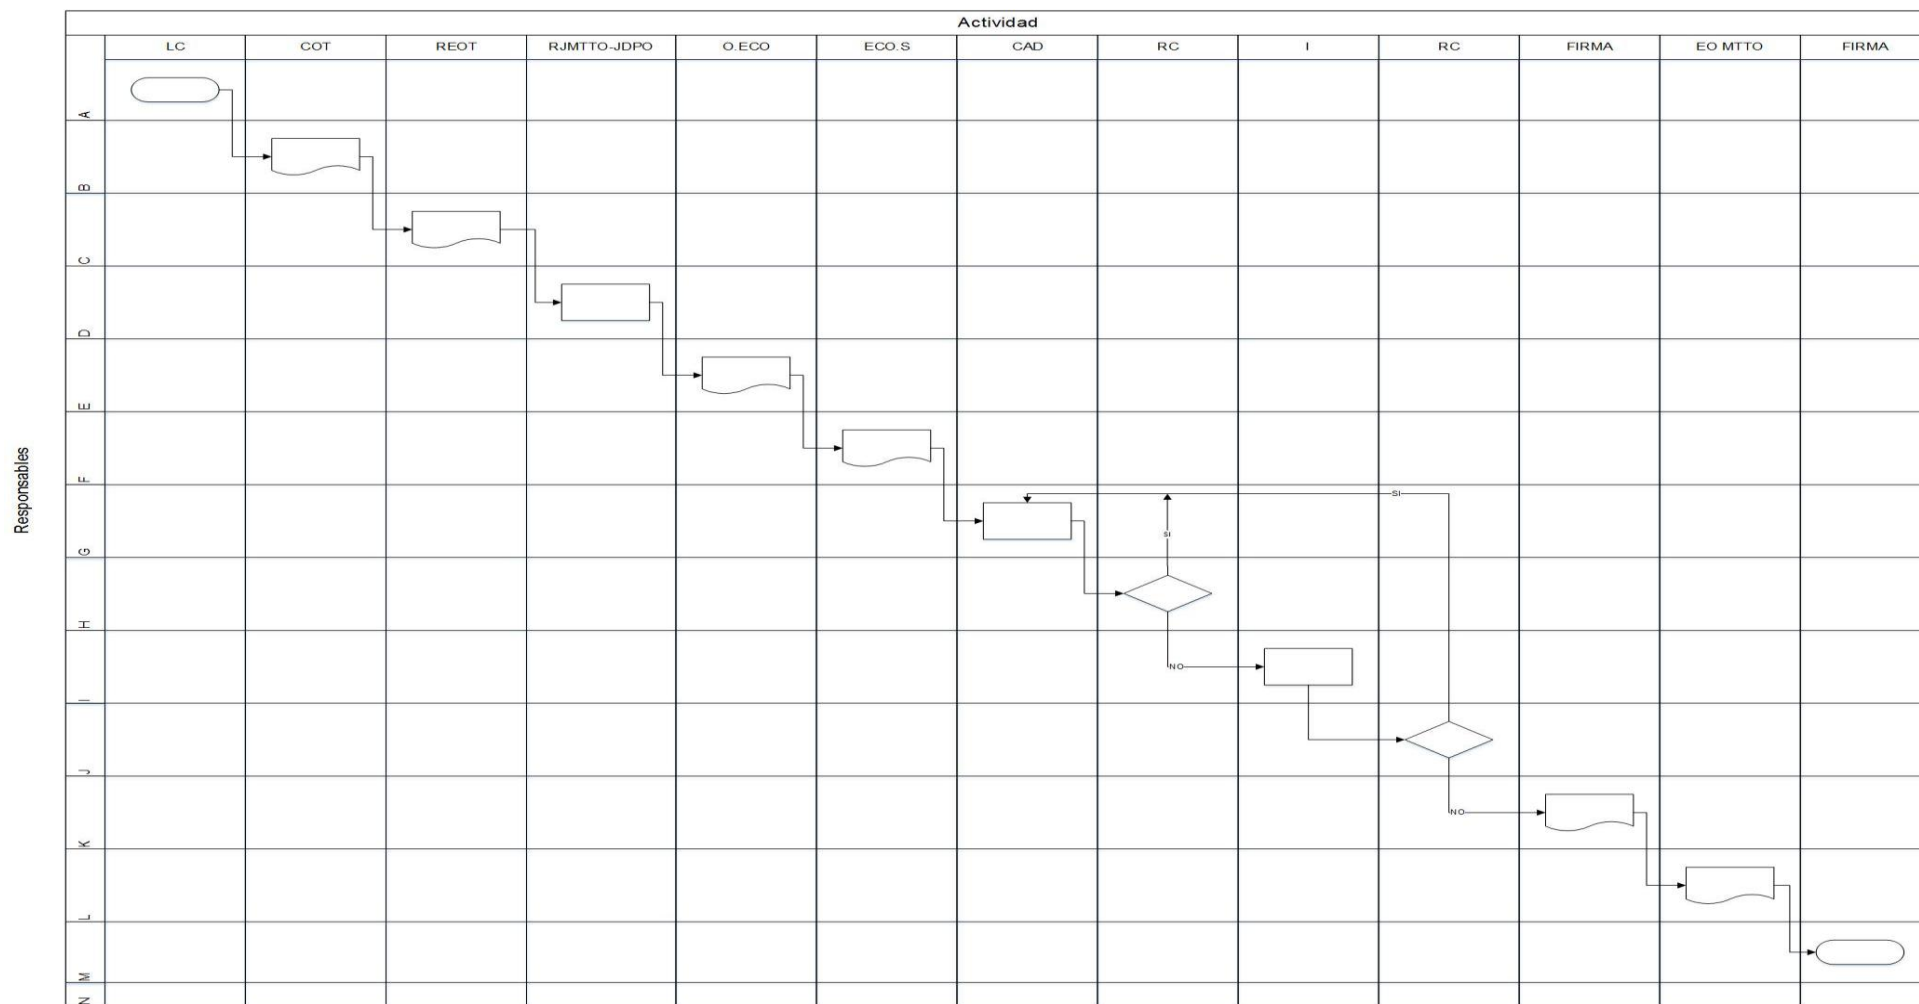 Actividad
LC COT REOT RJMTTO-JDPO O.ECO ECO.S CAD RC I RC FIRMA EO MTTO FIRMA
A
B
C
D
E
F
Responsables
SI
G
SI
H
NO
I
J
NO
K
L
M
N